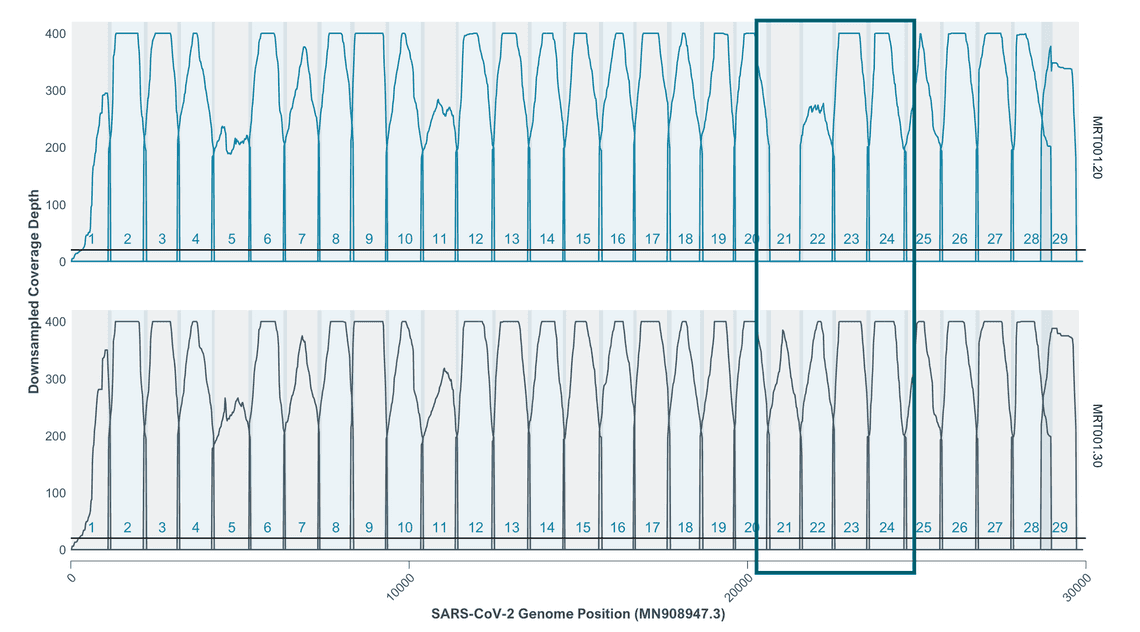 400
300
200
100
0
1 2 3 4 5 6 7 8 9 10 11 12 13 14 15 16 17 18 19 20 21 22 23 24 25 26 27 28 29
MRT001.20
Downsampled Coverage Depth
400
300
200
100
0
1 2 3 4 5 6 7 8 9 10 11 12 13 14 15 16 17 18 19 20 21 22 23 24 25 26 27 28 29
MRT001.30
0 10000 20000 30000
SARS-CoV-2 Genome Position (MN908947.3)